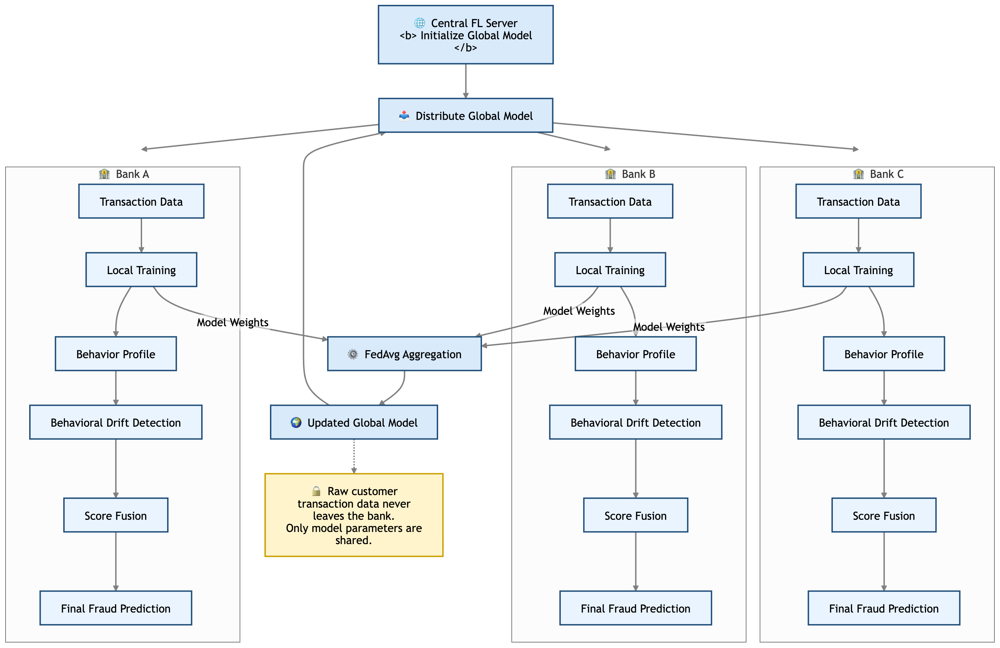 🌐 Central FL Server
<b> Initialize Global Model
</b>
📤 Distribute Global Model
🏦 Bank A
Transaction Data
Local Training
Model Weights
Behavior Profile
Behavioral Drift Detection
Score Fusion
Final Fraud Prediction
⚙️ FedAvg Aggregation
🌍 Updated Global Model
🔒 Raw customer
transaction data never
leaves the bank.
Only model parameters are
shared.
🏦 Bank B
Transaction Data
Local Training
Model Weights
Behavior Profile
Behavioral Drift Detection
Score Fusion
Final Fraud Prediction
🏦 Bank C
Transaction Data
Local Training
Model Weights
Behavior Profile
Behavioral Drift Detection
Score Fusion
Final Fraud Prediction